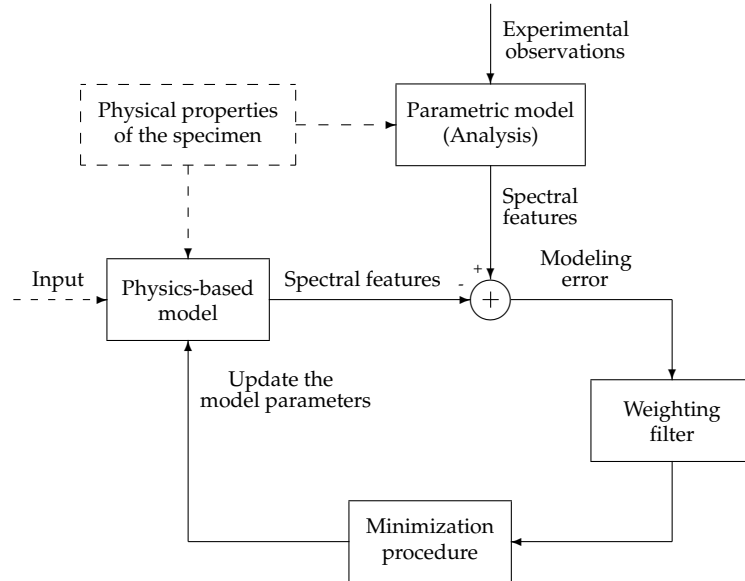 Experimental
observations
Physical properties
of the specimen
Parametric model
(Analysis)
Spectral
features
Input
Physics-based
model
Spectral features
-
+
+
Modeling
error
Update the
model parameters
Weighting
filter
Minimization
procedure